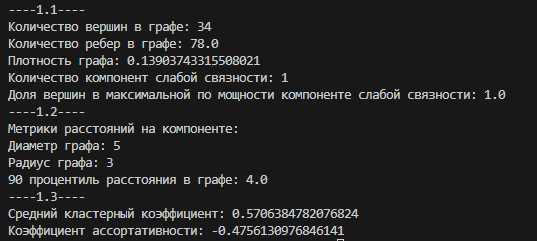 ----1.1----
Количество вершин в графе: 34
Количество ребер в графе: 78.0
Плотность графа: 0.13903743315508021
Количество компонент слабой связности: 1
Доля вершин в максимальной по мощности компоненте слабой связности: 1.0
----1.2----
Метрики расстояний на компоненте:
Диаметр графа: 5
Радиус графа: 3
90 процентиль расстояния в графе: 4.0
----1.3----
Средний кластерный коэффициент: 0.5706384782076824
Коэффициент ассортативности: -0.4756130976846141